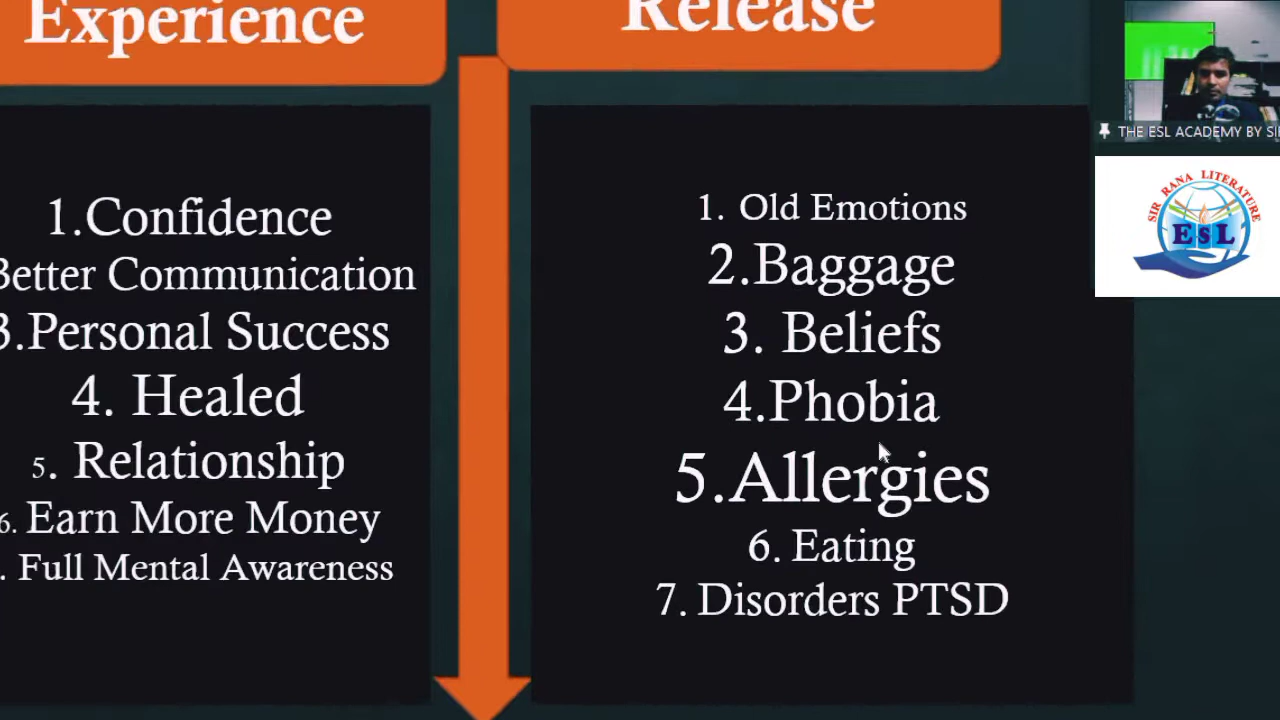 Experience
1.Confidence
Better Communication
3.Personal Success
4. Healed
5. Relationship
6. Earn More Money
. Full Mental Awareness
Release
1. Old Emotions
2.Baggage
3. Beliefs
4.Phobia
5.Allergies
6. Eating
7. Disorders PTSD
THE ESL ACADEMY BY
SIR RANA LITERATURE
EsL